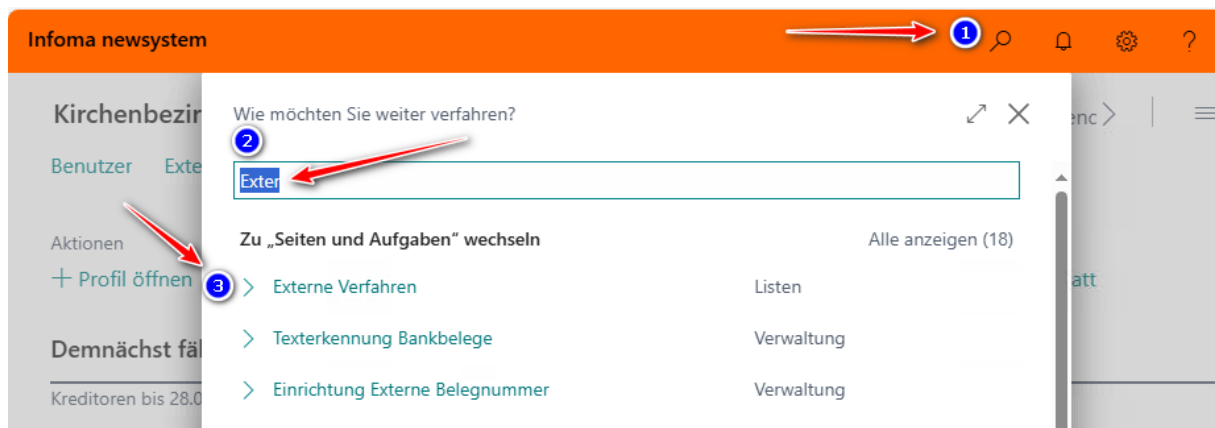 Infoma newsystem
1
?
Kirchenbezir
enc
Wie möchten Sie weiter verfahren?
2
Benutzer Exte
Exter
Aktionen
Zu „Seiten und Aufgaben“ wechseln Alle anzeigen (18)
+ Profil öffnen
3
Externe Verfahren Listen
att
Texterkennung Bankbelege Verwaltung
Demnächst fäl
Einrichtung Externe Belegnummer Verwaltung
Kreditoren bis 28.0